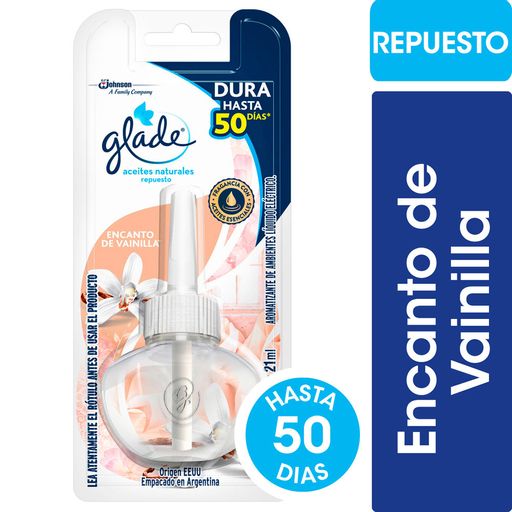 SC Johnson
A Family Company
glade®
aceites naturales
repuesto
DURA
HASTA
50 DÍAS*
FRAGANCIA CON
ACEITES ESENCIALES
ENCANTO
DE VAINILLA
LEA ATENTAMENTE EL RÓTULO ANTES DE USAR EL PRODUCTO
AROMATIZANTE DE AMBIENTES LÍQUIDO ELÉCTRICO.
21ml
Origen EEUU
Empacado en Argentina
HASTA
50
DIAS
REPUESTO
Encanto de
Vainilla